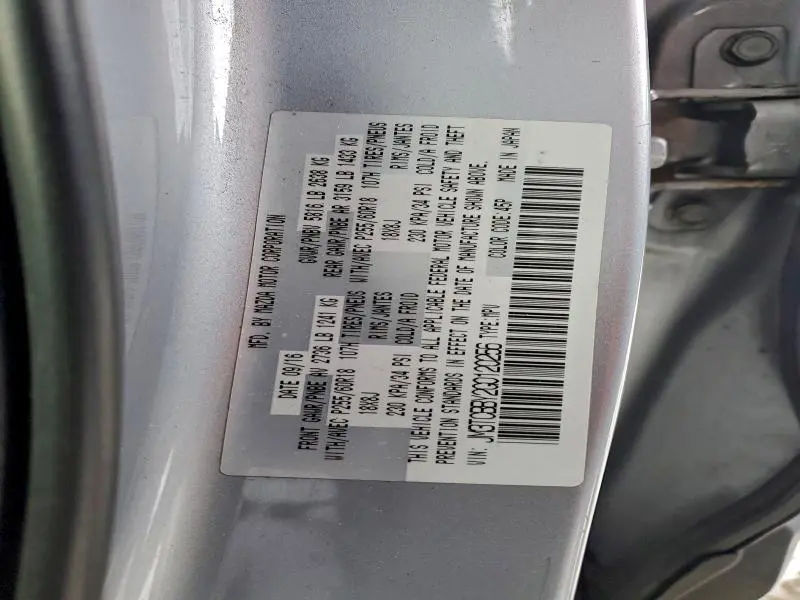 MFD BY MAZDA MOTOR CORPORATION
DATE 09/16
GVWR/PNBV 5816 LB 2638 KG
FRONT GAWR/PNBE AV 2736 LB 1241 KG
REAR GAWR/PNBE AR 3159 LB 1433 KG
WITH/AVEC P255/60R18 107H TIRES/PNEUS
WITH/AVEC P255/60R18 107H TIRES/PNEUS
18X8J RIMS/JANTES
18X8J RIMS/JANTES
230 KPA/34 PSI COLD/A FROID
230 KPA/34 PSI COLD/A FROID
THIS VEHICLE CONFORMS TO ALL APPLICABLE FEDERAL MOTOR VEHICLE SAFETY AND THEFT
PREVENTION STANDARDS IN EFFECT ON THE DATE OF MANUFACTURE SHOWN ABOVE.
VIN: TYPE:MPV COLOR CODE:45P MADE IN JAPAN